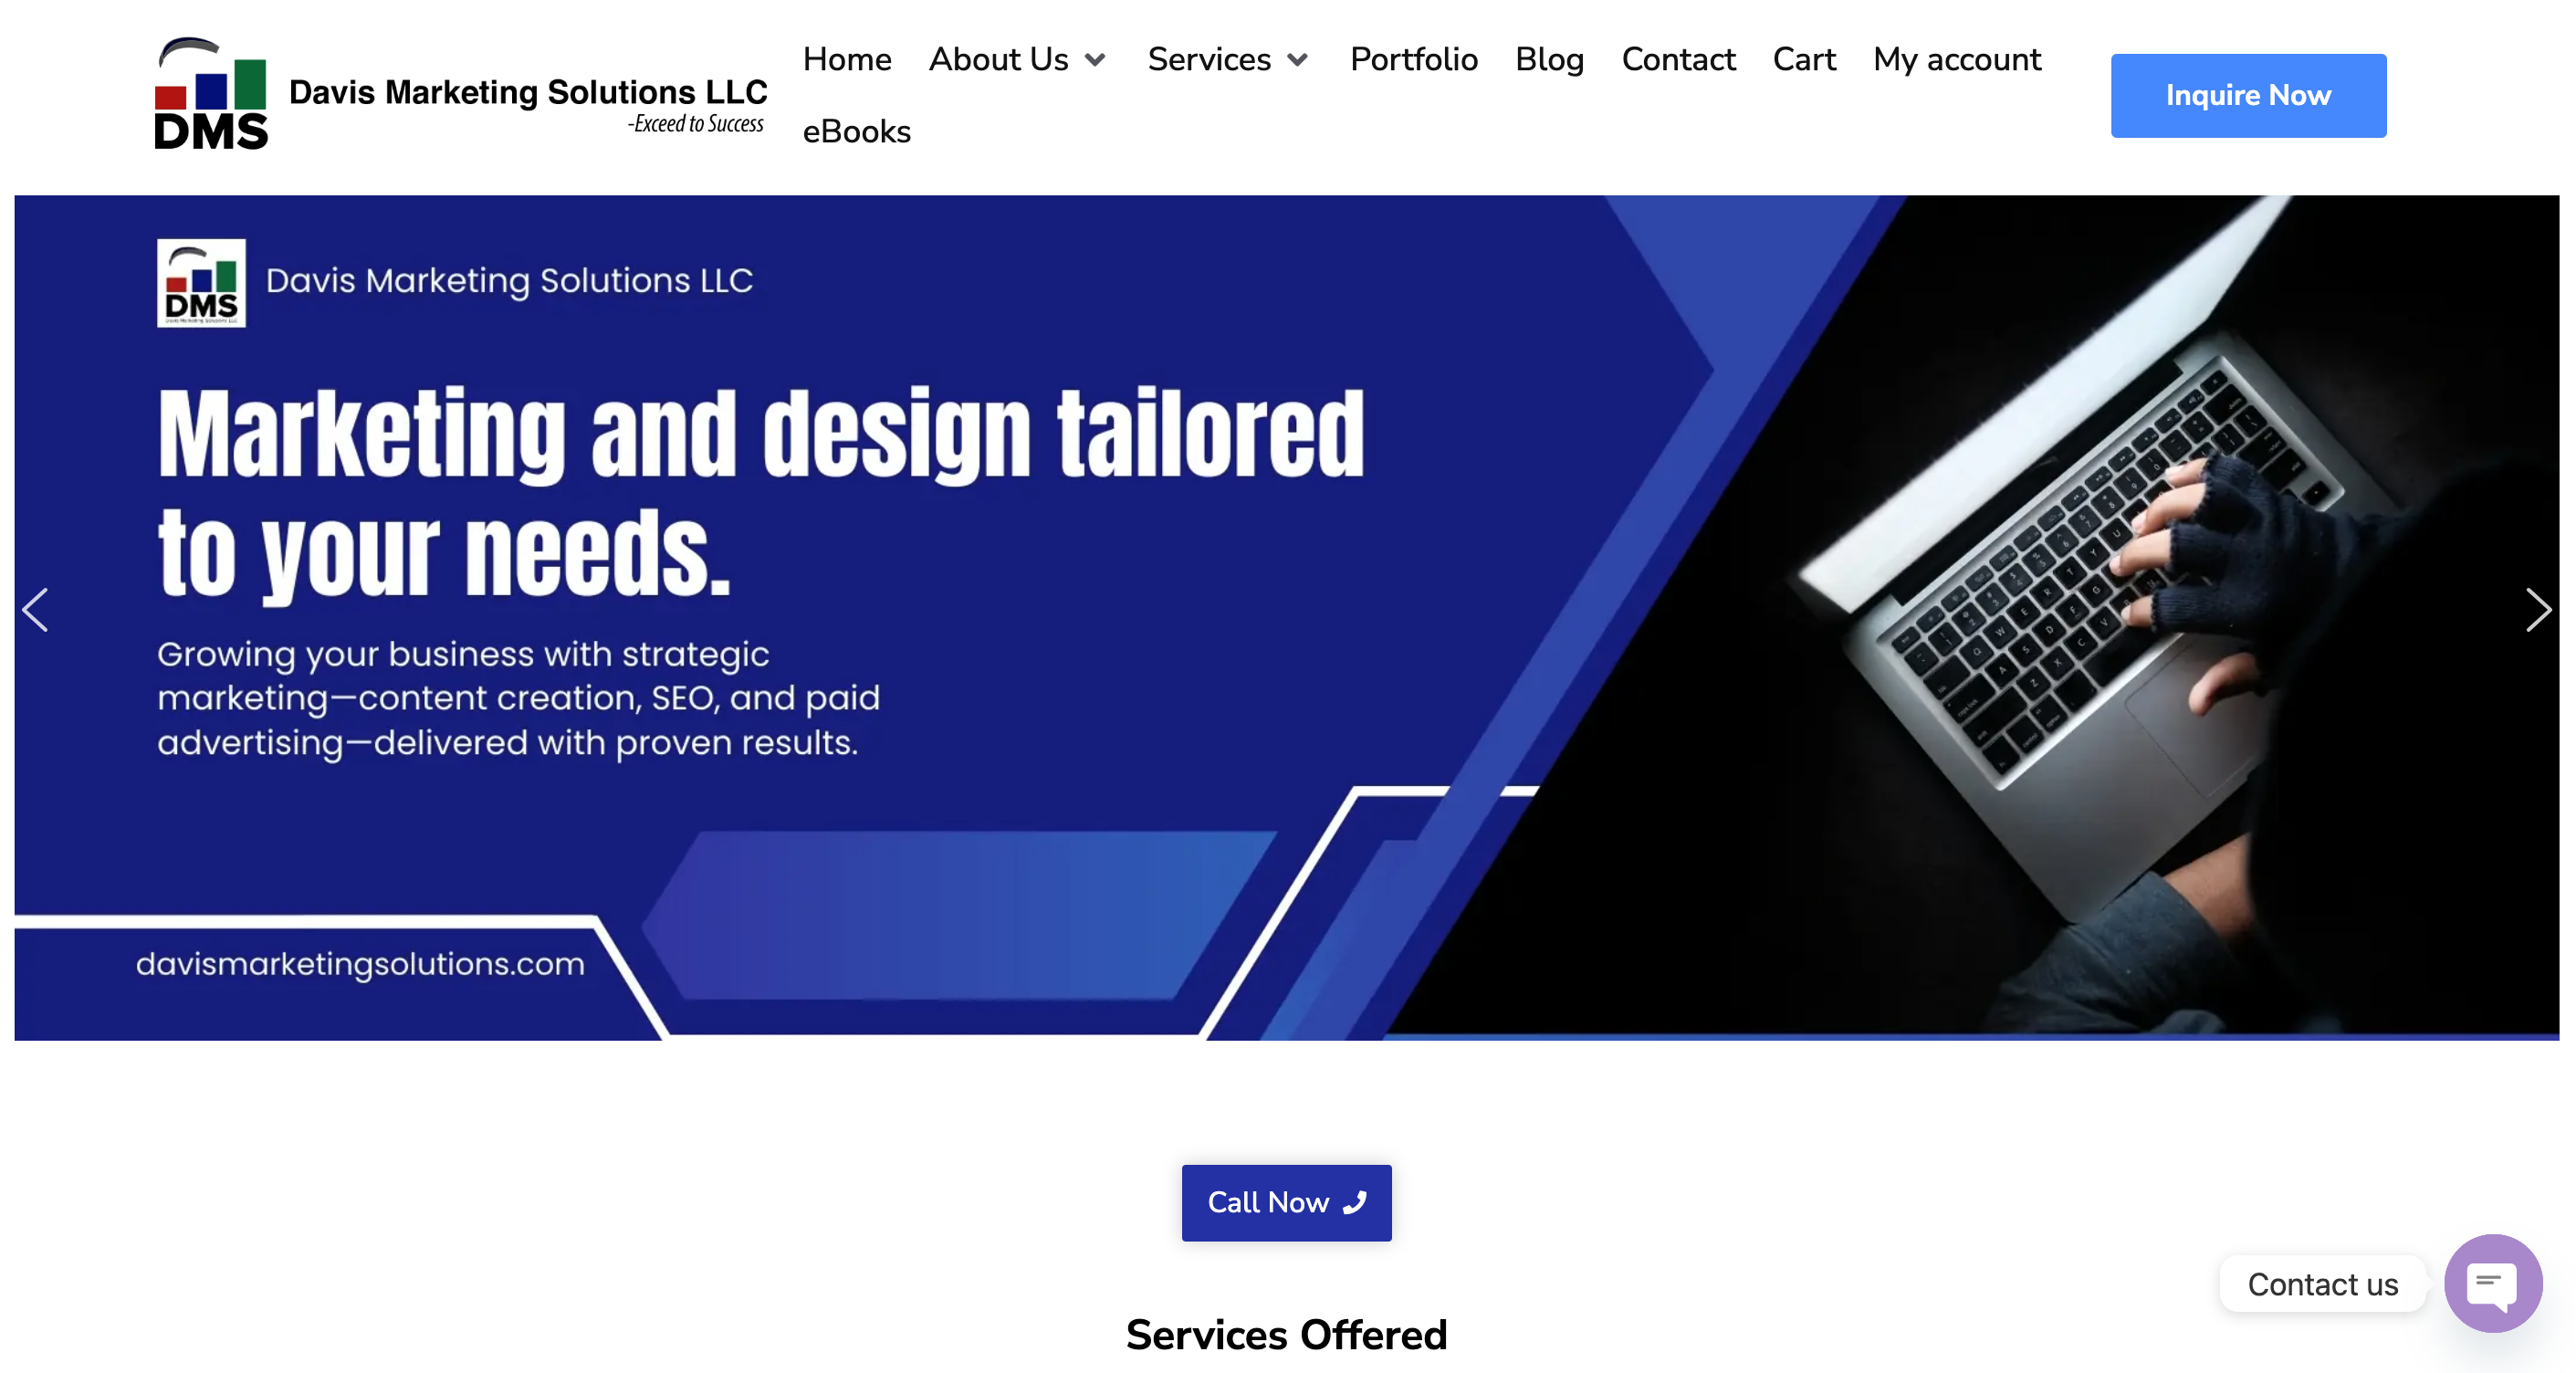 Home About Us Services Portfolio Blog Contact Cart My account
eBooks
DMS
Davis Marketing Solutions LLC
-Exceed to Success
Inquire Now
DMS
Davis Marketing Solutions LLC
Marketing and design tailored
to your needs.
Growing your business with strategic
marketing—content creation, SEO, and paid
advertising—delivered with proven results.
davismarketingsolutions.com
Call Now
Contact us
Services Offered